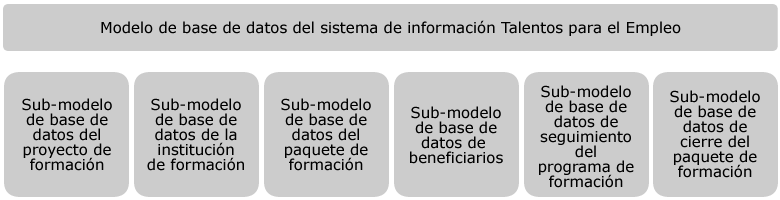 Modelo de base de datos del sistema de información Talentos para el Empleo
Sub-modelo
de base de
datos del
proyecto de
formación
Sub-modelo
de base de
datos de la
institución
de formación
Sub-modelo
de base de
datos del
paquete de
formación
Sub-modelo
de base de
datos de
beneficiarios
Sub-modelo
de base de
datos de
seguimiento
del
programa de
formación
Sub-modelo
de base de
datos de
cierre del
paquete de
formación